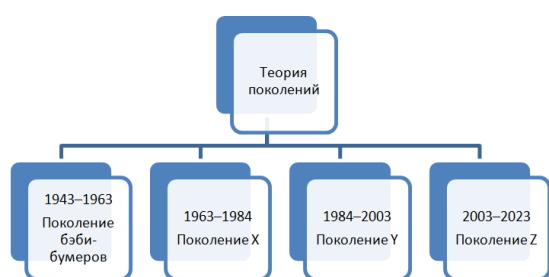 Теория
поколений
1943–1963
Поколение
бэби-
бумеров
1963–1984
Поколение X
1984–2003
Поколение Y
2003–2023
Поколение Z